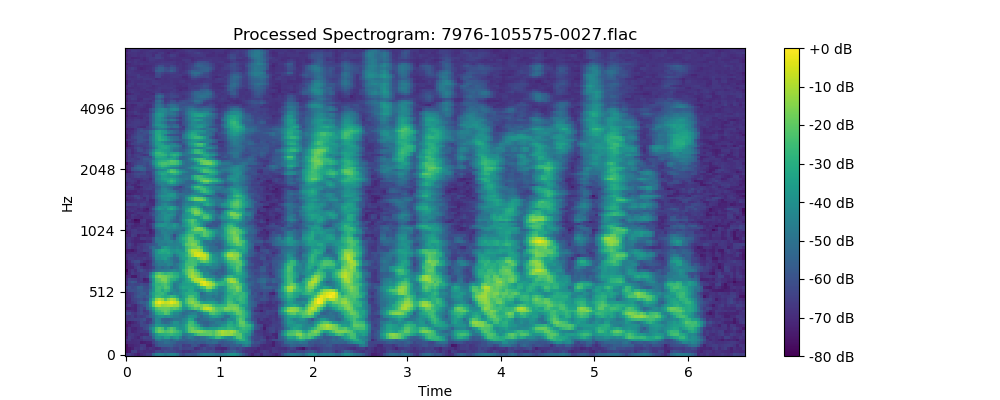 Processed Spectrogram: 7976-105575-0027.flac
Hz
4096
2048
1024
512
0
0 1 2 3 4 5 6
Time
+0 dB
-10 dB
-20 dB
-30 dB
-40 dB
-50 dB
-60 dB
-70 dB
-80 dB